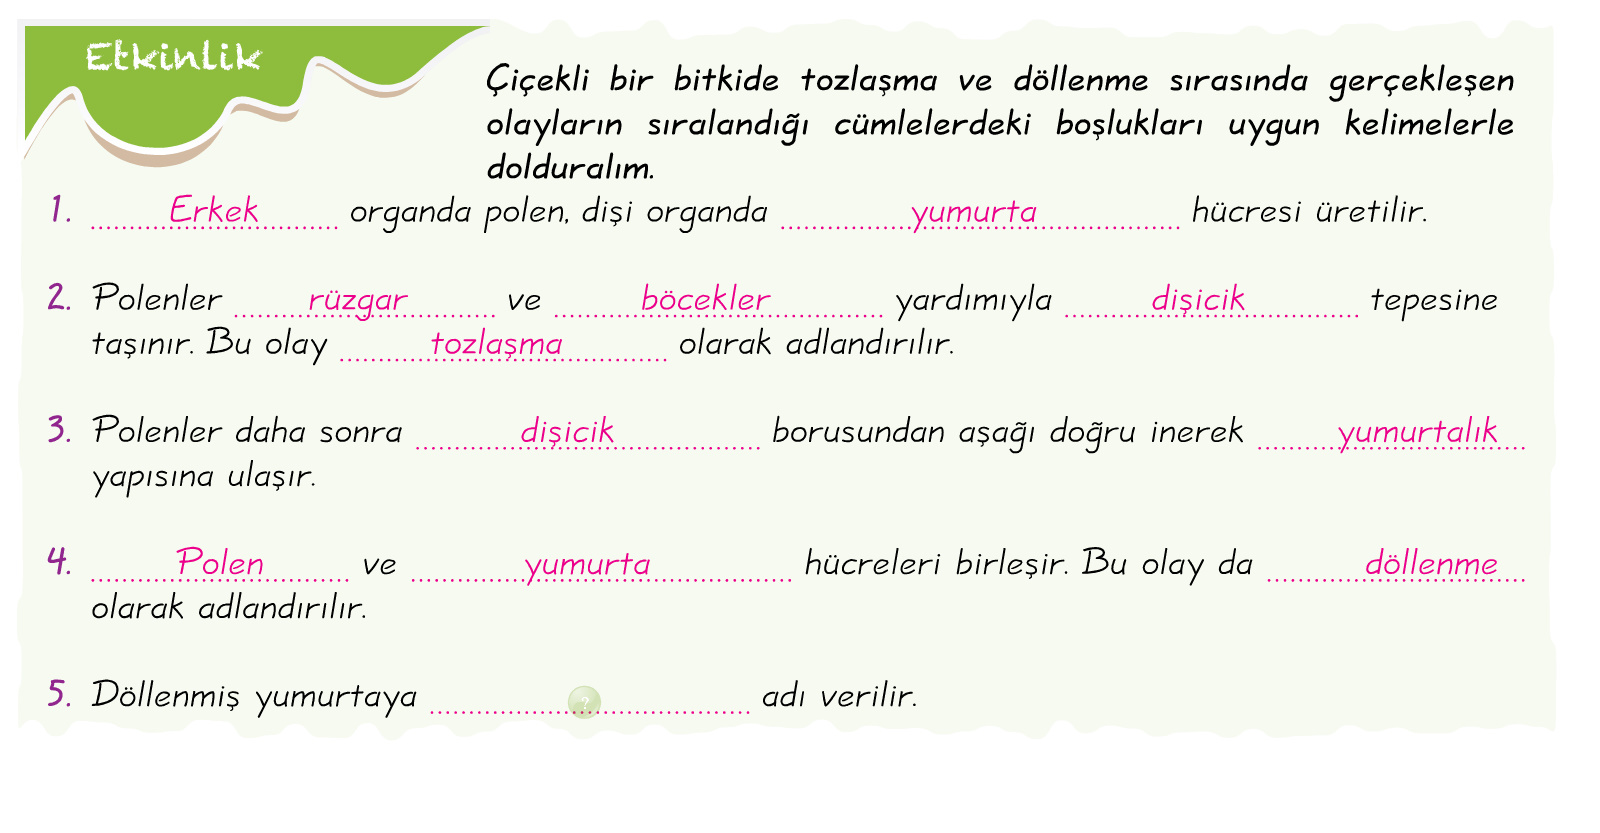 Etkinlik
Çiçekli bir bitkide tozlaşma ve döllenme sırasında gerçekleşen
olayların sıralandığı cümlelerdeki boşlukları uygun kelimelerle
dolduralım.
1. Erkek organda polen, dişi organda yumurta hücresi üretilir.
2. Polenler rüzgar ve böcekler yardımıyla dişicik tepesine
taşınır. Bu olay tozlaşma olarak adlandırılır.
3. Polenler daha sonra dişicik borusundan aşağı doğru inerek yumurtalık
yapısına ulaşır.
4. Polen ve yumurta hücreleri birleşir. Bu olay da döllenme
olarak adlandırılır.
5. Döllenmiş yumurtaya ? adı verilir.